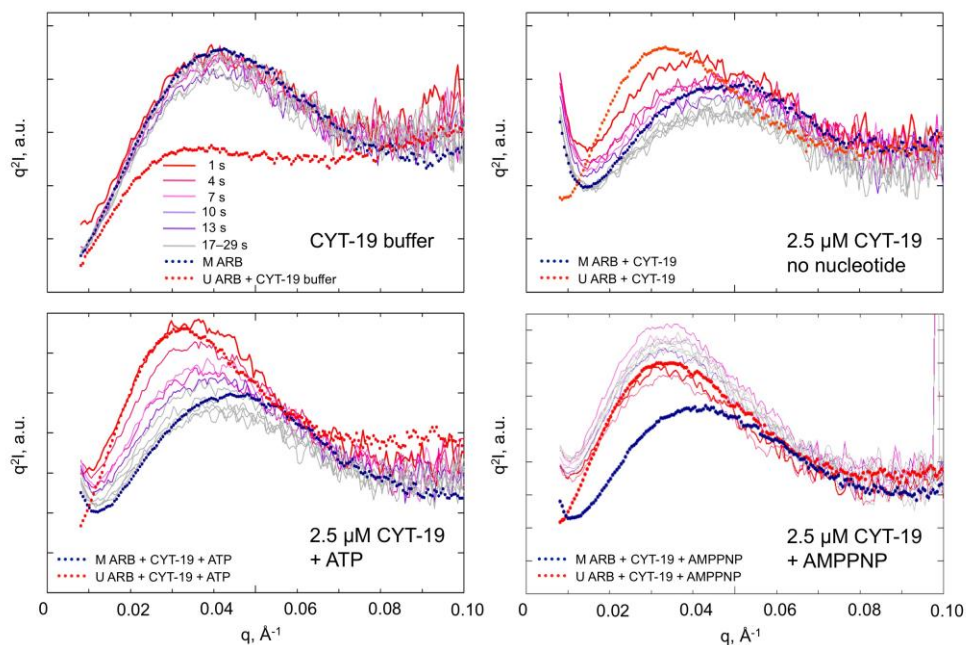 q²I, a.u.
1 s
4 s
7 s
10 s
13 s
17–29 s
M ARB
U ARB + CYT-19 buffer
CYT-19 buffer
q²I, a.u.
M ARB + CYT-19
U ARB + CYT-19
2.5 µM CYT-19
no nucleotide
q²I, a.u.
M ARB + CYT-19 + ATP
U ARB + CYT-19 + ATP
2.5 µM CYT-19
+ ATP
0 0.02 0.04 0.06 0.08 0.10
q, Å⁻¹
q²I, a.u.
M ARB + CYT-19 + AMPPNP
U ARB + CYT-19 + AMPPNP
2.5 µM CYT-19
+ AMPPNP
0.02 0.04 0.06 0.08 0.10
q, Å⁻¹